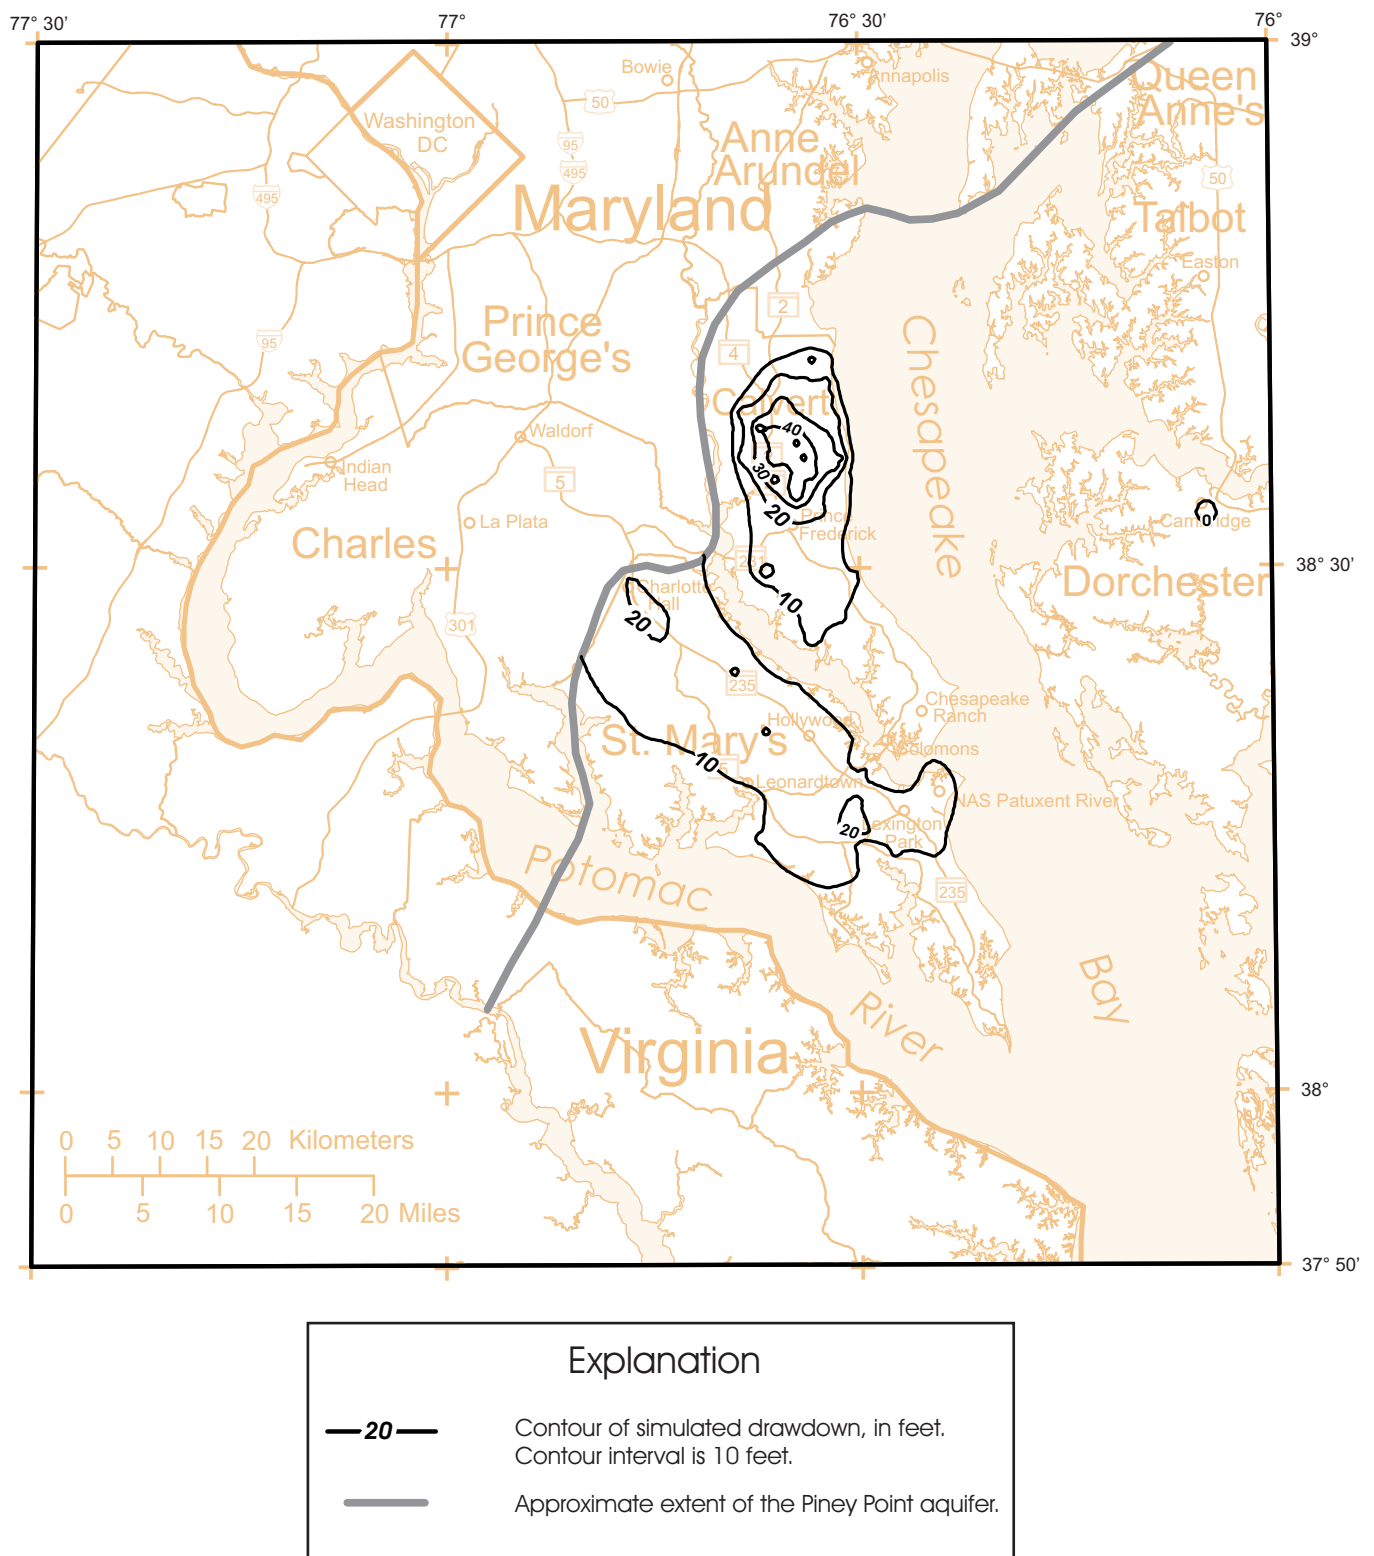 77° 30’
77°
76° 30’
76°
39°
Bowie
Annapolis
Queen
Anne's
50
Washington
DC
Anne
Arundel
95
495
495
Maryland
50
Talbot
Easton
Prince
George's
2
95
4
Chesapeake
Calvert
40
Waldorf
30
Indian
Head
5
20
Prince
Frederick
La Plata
Cambridge
0
Charles
38° 30’
Dorchester
Charlotte
Hall
10
20
301
235
Chesapeake
Ranch
Hollywood
St. Mary's
Solomons
10
5
Leonardtown
NAS Patuxent River
20
Lexington
Park
Potomac
235
Bay
River
Virginia
38°
0 5 10 15 20 Kilometers
0 5 10 15 20 Miles
37° 50’
Explanation
20
Contour of simulated drawdown, in feet.
Contour interval is 10 feet.
Approximate extent of the Piney Point aquifer.